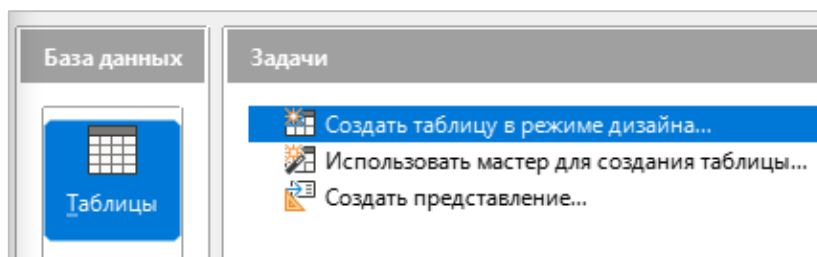 База данных
Задачи
Создать таблицу в режиме дизайна...
Использовать мастер для создания таблицы...
Создать представление...
Таблицы